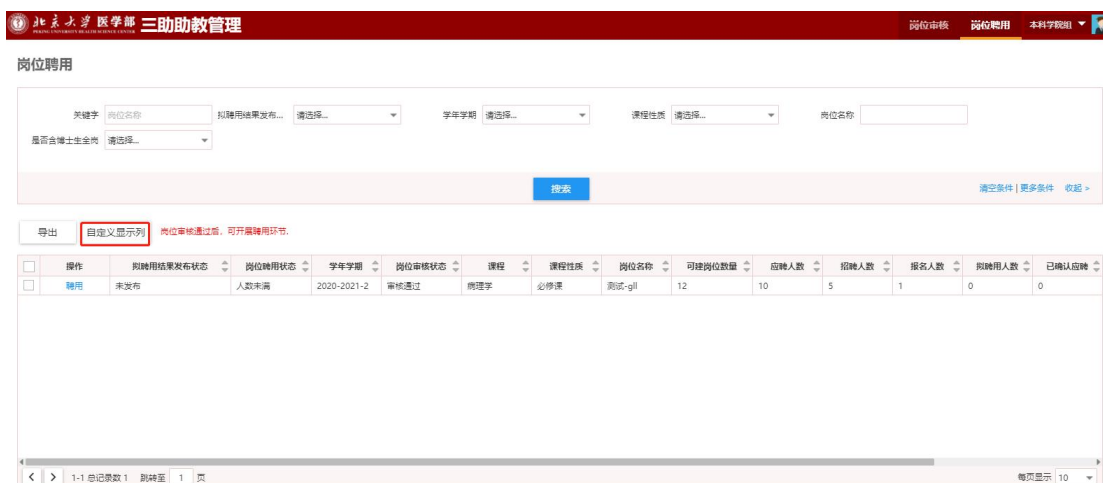 北京大学 医学部 三助助教管理 岗位审核 岗位聘用 本科学院组
PEKING UNIVERSITY HEALTH SCIENCE CENTER
岗位聘用
关键字 岗位名称 拟聘用结果发布... 请选择... 学年学期 请选择... 课程性质 请选择... 岗位名称
是否含博士生全岗 请选择...
搜索 清空条件 | 更多条件 收起 >
导出 自定义显示列 岗位审核通过后，可开展聘用环节.
操作 拟聘用结果发布状态 岗位聘用状态 学年学期 岗位审核状态 课程 课程性质 岗位名称 可建岗位数量 应聘人数 招聘人数 报名人数 拟聘用人数 已确认应聘
聘用 未发布 人数未满 2020-2021-2 审核通过 病理学 必修课 测试-gll 12 10 5 1 0 0
< > 1-1 总记录数 1 跳转至 1 页 每页显示 10